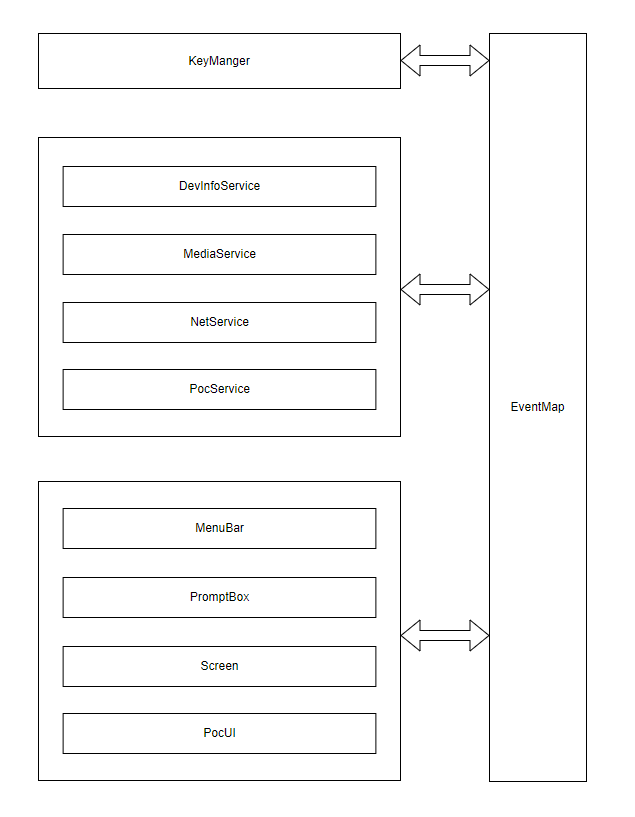 KeyManger
DevInfoService
MediaService
NetService
PocService
EventMap
MenuBar
PromptBox
Screen
PocUI